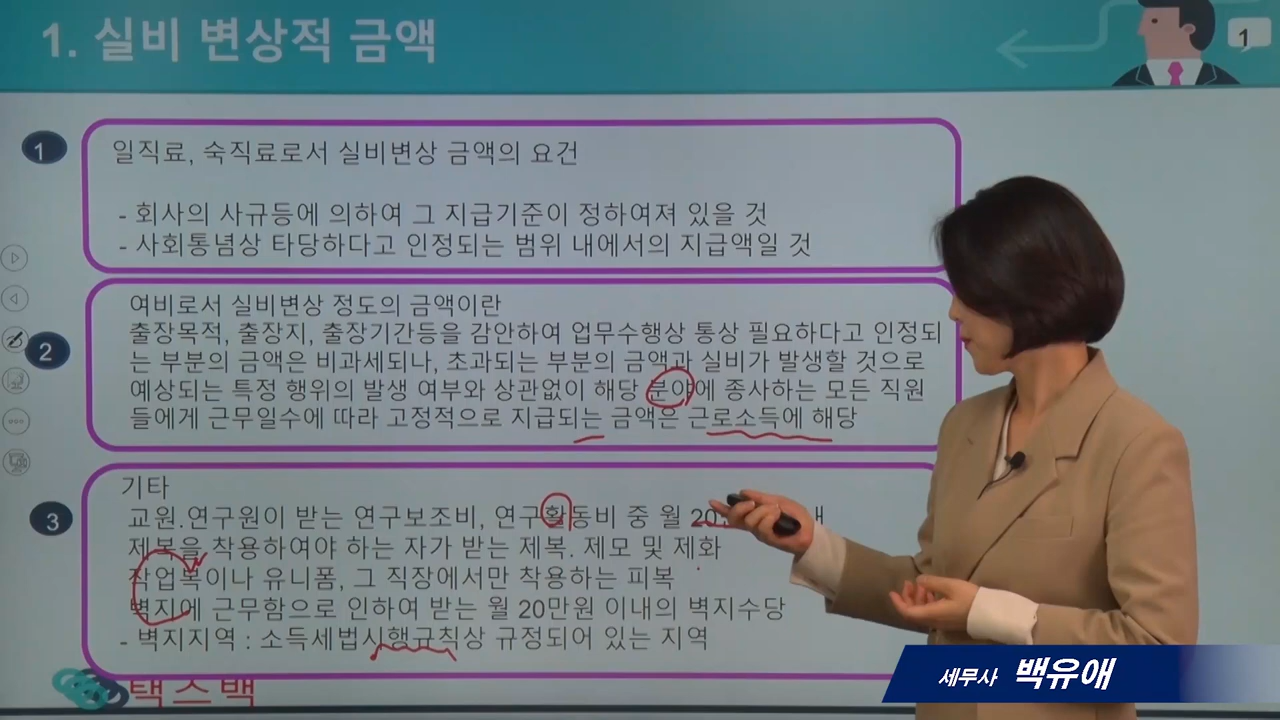 1. 실비 변상적 금액
1
1
일직료, 숙직료로서 실비변상 금액의 요건
- 회사의 사규등에 의하여 그 지급기준이 정하여져 있을 것
- 사회통념상 타당하다고 인정되는 범위 내에서의 지급액일 것
2
여비로서 실비변상 정도의 금액이란
출장목적, 출장지, 출장기간등을 감안하여 업무수행상 통상 필요하다고 인정되
는 부분의 금액은 비과세되나, 초과되는 부분의 금액과 실비가 발생할 것으로
예상되는 특정 행위의 발생 여부와 상관없이 해당 분야에 종사하는 모든 직원
들에게 근무일수에 따라 고정적으로 지급되는 금액은 근로소득에 해당
3
기타
교원.연구원이 받는 연구보조비, 연구활동비 중 월 20
제복을 착용하여야 하는 자가 받는 제복. 제모 및 제화
작업복이나 유니폼, 그 직장에서만 착용하는 피복
벽지에 근무함으로 인하여 받는 월 20만원 이내의 벽지수당
- 벽지지역 : 소득세법시행규칙상 규정되어 있는 지역
택스백
세무사 백유애